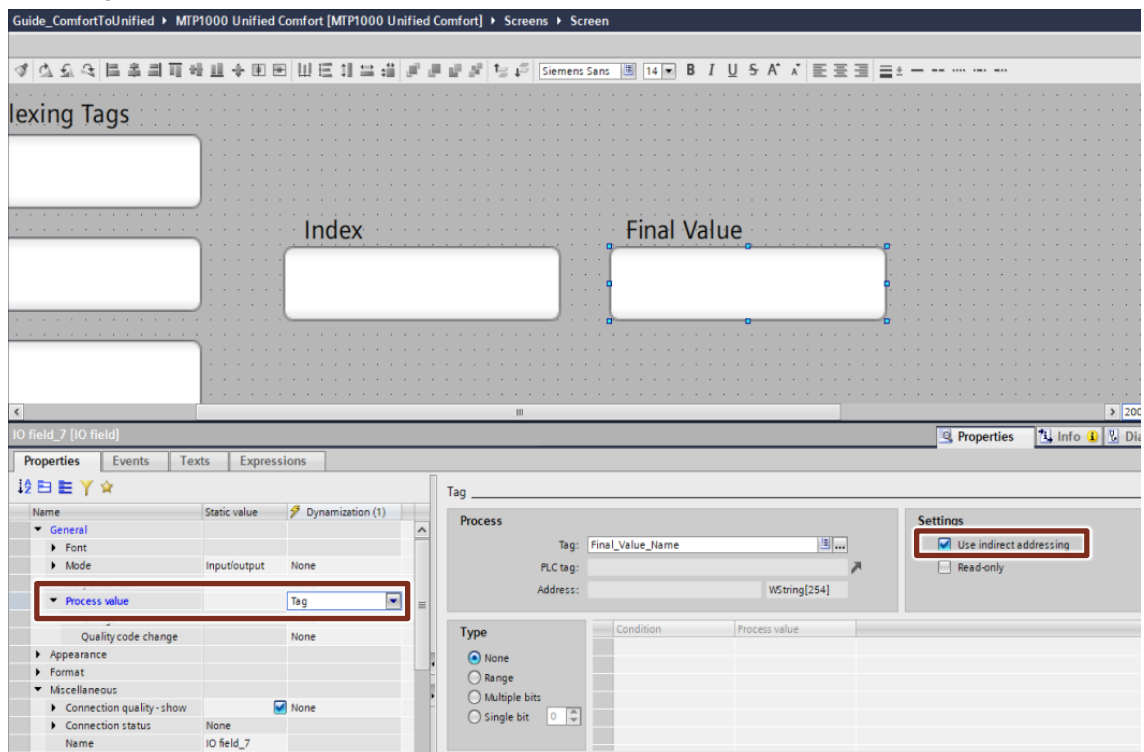 Guide_ComfortToUnified ▸ MTP1000 Unified Comfort [MTP1000 Unified Comfort] ▸ Screens ▸ Screen
Siemens Sans 14 B I U S A A
lexing Tags
Index
Final Value
200
IO field_7 [IO field]
Properties Info Dia
Properties Events Texts Expressions
Name Static value Dynamization (1)
General
Font
Mode Input/output None
Process value Tag
Quality code change None
Appearance
Format
Miscellaneous
Connection quality - show None
Connection status None
Name IO field_7
Tag
Process
Tag: Final_Value_Name
PLC tag:
Address: WString[254]
Settings
Use indirect addressing
Read-only
Type
None
Range
Multiple bits
Single bit 0
Condition Process value